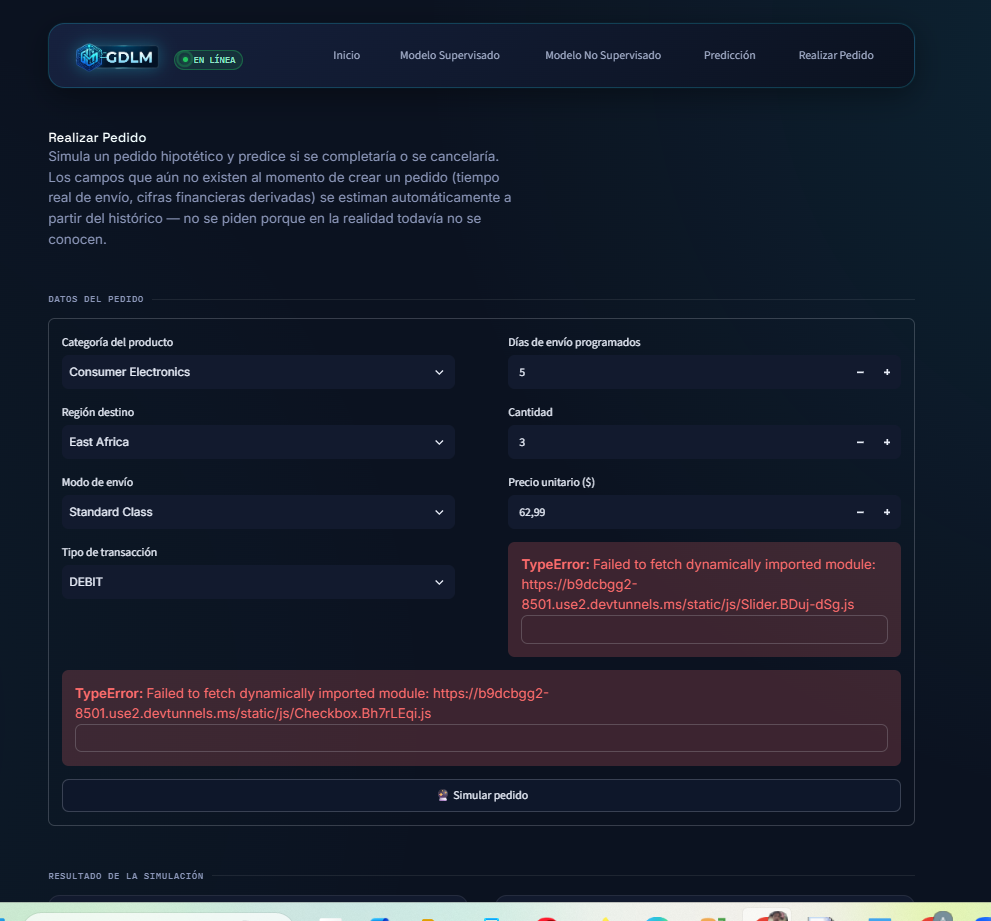 GDLM
EN LÍNEA
Inicio
Modelo Supervisado
Modelo No Supervisado
Predicción
Realizar Pedido
Realizar Pedido
Simula un pedido hipotético y predice si se completaría o se cancelaría.
Los campos que aún no existen al momento de crear un pedido (tiempo
real de envío, cifras financieras derivadas) se estiman automáticamente a
partir del histórico — no se piden porque en la realidad todavía no se
conocen.
DATOS DEL PEDIDO
Categoría del producto
Consumer Electronics
Región destino
East Africa
Modo de envío
Standard Class
Tipo de transacción
DEBIT
Días de envío programados
5
Cantidad
3
Precio unitario ($)
62,99
TypeError: Failed to fetch dynamically imported module:
https://b9dcbgg2-
8501.use2.devtunnels.ms/static/js/Slider.BDuj-dSg.js
TypeError: Failed to fetch dynamically imported module: https://b9dcbgg2-
8501.use2.devtunnels.ms/static/js/Checkbox.Bh7rLEqi.js
Simular pedido
RESULTADO DE LA SIMULACIÓN